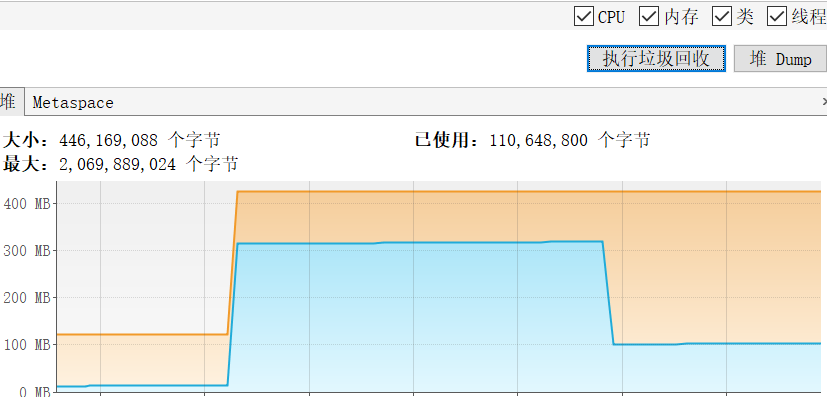 CPU 内存 类 线程
执行垃圾回收 堆 Dump
堆 Metaspace
大小: 446,169,088 个字节 已使用: 110,648,800 个字节
最大: 2,069,889,024 个字节
400 MB
300 MB
200 MB
100 MB
0 MB